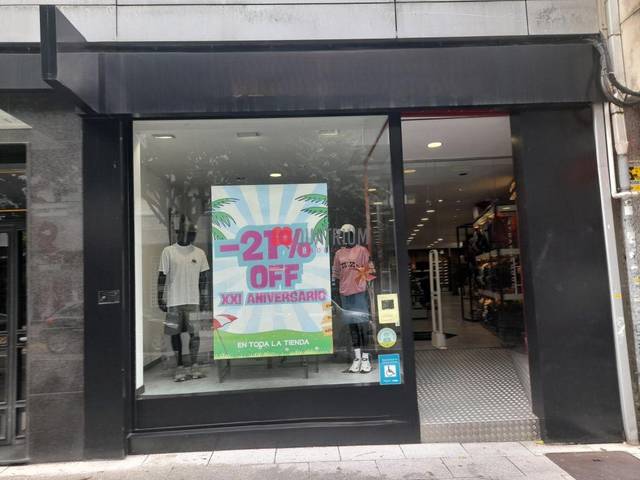 -21%
OFF
XXI ANIVERSARIO
EN TODA LA TIENDA